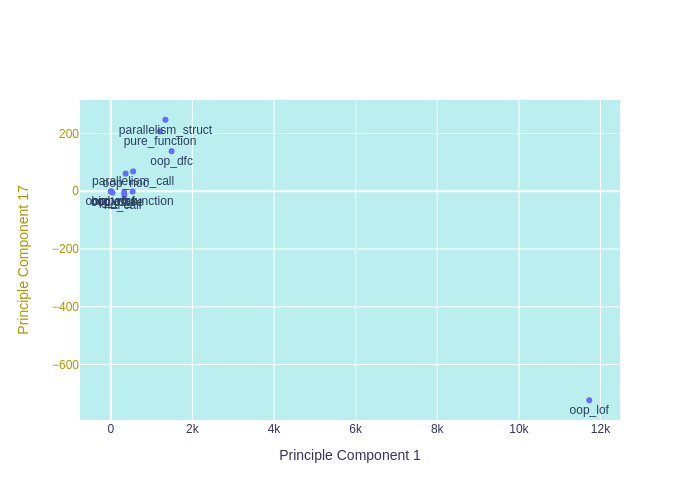 parallelism_struct
pure_function
oop_dfc
parallelism_call
oop_noc
oop_lof
200
0
−200
−400
−600
0
2k
4k
6k
8k
10k
12k
Principle Component 1
Principle Component 17